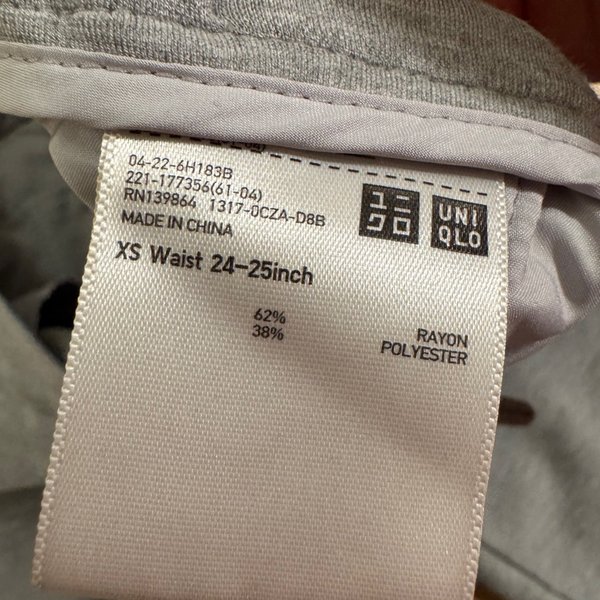 04-22-6H183B
221-177356(61-04)
RN139864 1317-0CZA-D8B
MADE IN CHINA
ユニ
クロ
UNI
QLO
XS Waist 24-25inch
62% RAYON
38% POLYESTER